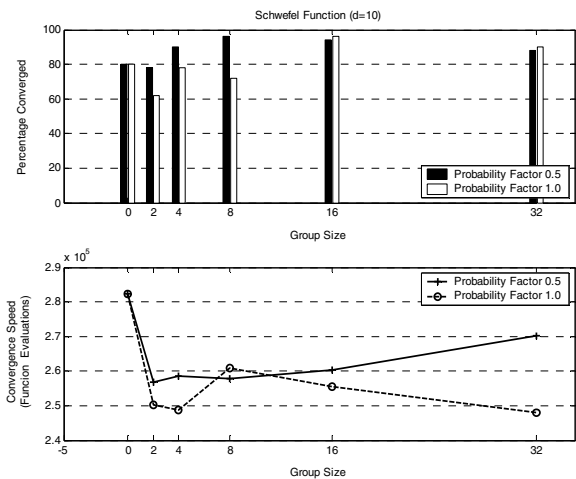 Schwefel Function (d=10)
100
80
60
40
20
0
Percentage Converged
Probability Factor 0.5
Probability Factor 1.0
0 2 4 8 16 32
Group Size
x 10^5
2.9
2.8
2.7
2.6
2.5
2.4
Convergence Speed
(Funcion Evaluations)
Probability Factor 0.5
Probability Factor 1.0
-5 0 2 4 8 16 32
Group Size